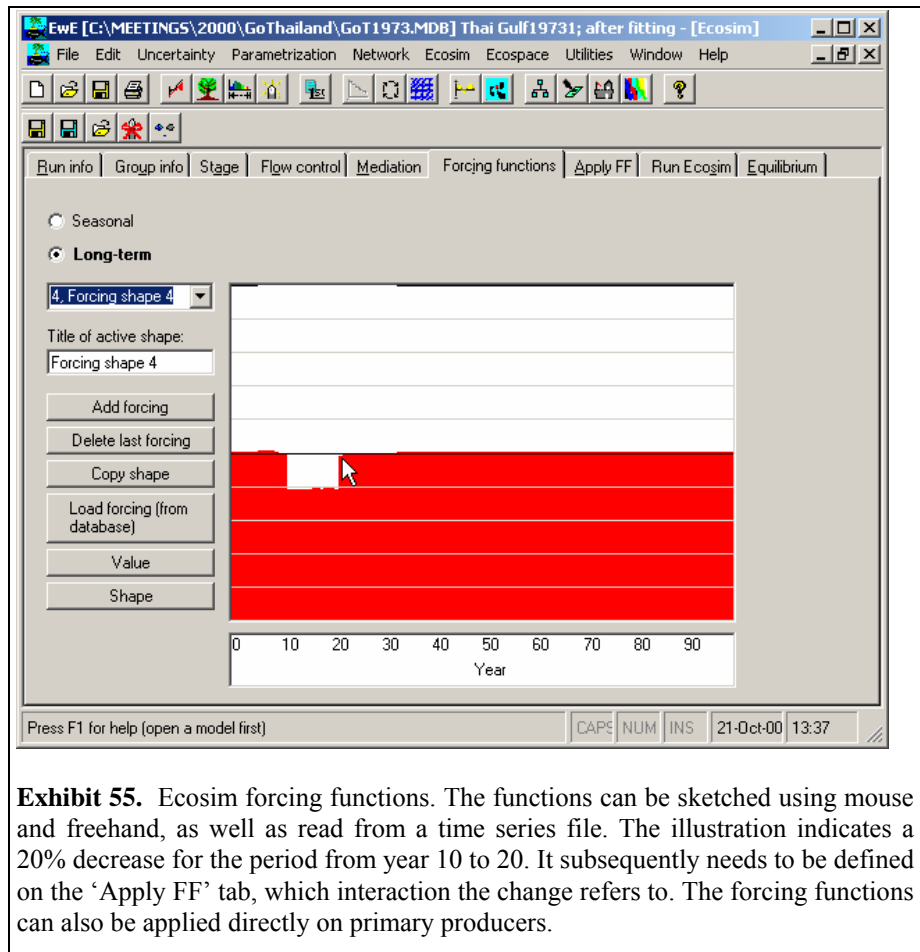 EwE [C:\MEETINGS\2000\GoThailand\GoT1973.MDB] Thai Gulf19731; after fitting - [Ecosim]
File Edit Uncertainty Parametrization Network Ecosim Ecospace Utilities Window Help
1st
Run info Group info Stage Flow control Mediation Forcing functions Apply FF Run Ecosim Equilibrium
Seasonal
Long-term
4, Forcing shape 4
Title of active shape:
Forcing shape 4
Add forcing
Delete last forcing
Copy shape
Load forcing (from
database)
Value
Shape
0 10 20 30 40 50 60 70 80 90
Year
Press F1 for help (open a model first) CAPS NUM INS 21-Oct-00 13:37
Exhibit 55. Ecosim forcing functions. The functions can be sketched using mouse
and freehand, as well as read from a time series file. The illustration indicates a
20% decrease for the period from year 10 to 20. It subsequently needs to be defined
on the ‘Apply FF’ tab, which interaction the change refers to. The forcing functions
can also be applied directly on primary producers.